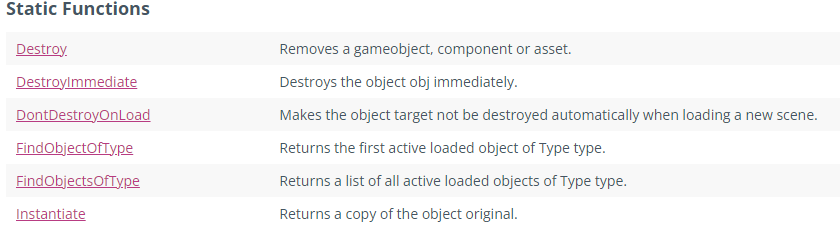 Static Functions
Destroy Removes a gameobject, component or asset.
DestroyImmediate Destroys the object obj immediately.
DontDestroyOnLoad Makes the object target not be destroyed automatically when loading a new scene.
FindObjectOfType Returns the first active loaded object of Type type.
FindObjectsOfType Returns a list of all active loaded objects of Type type.
Instantiate Returns a copy of the object original.